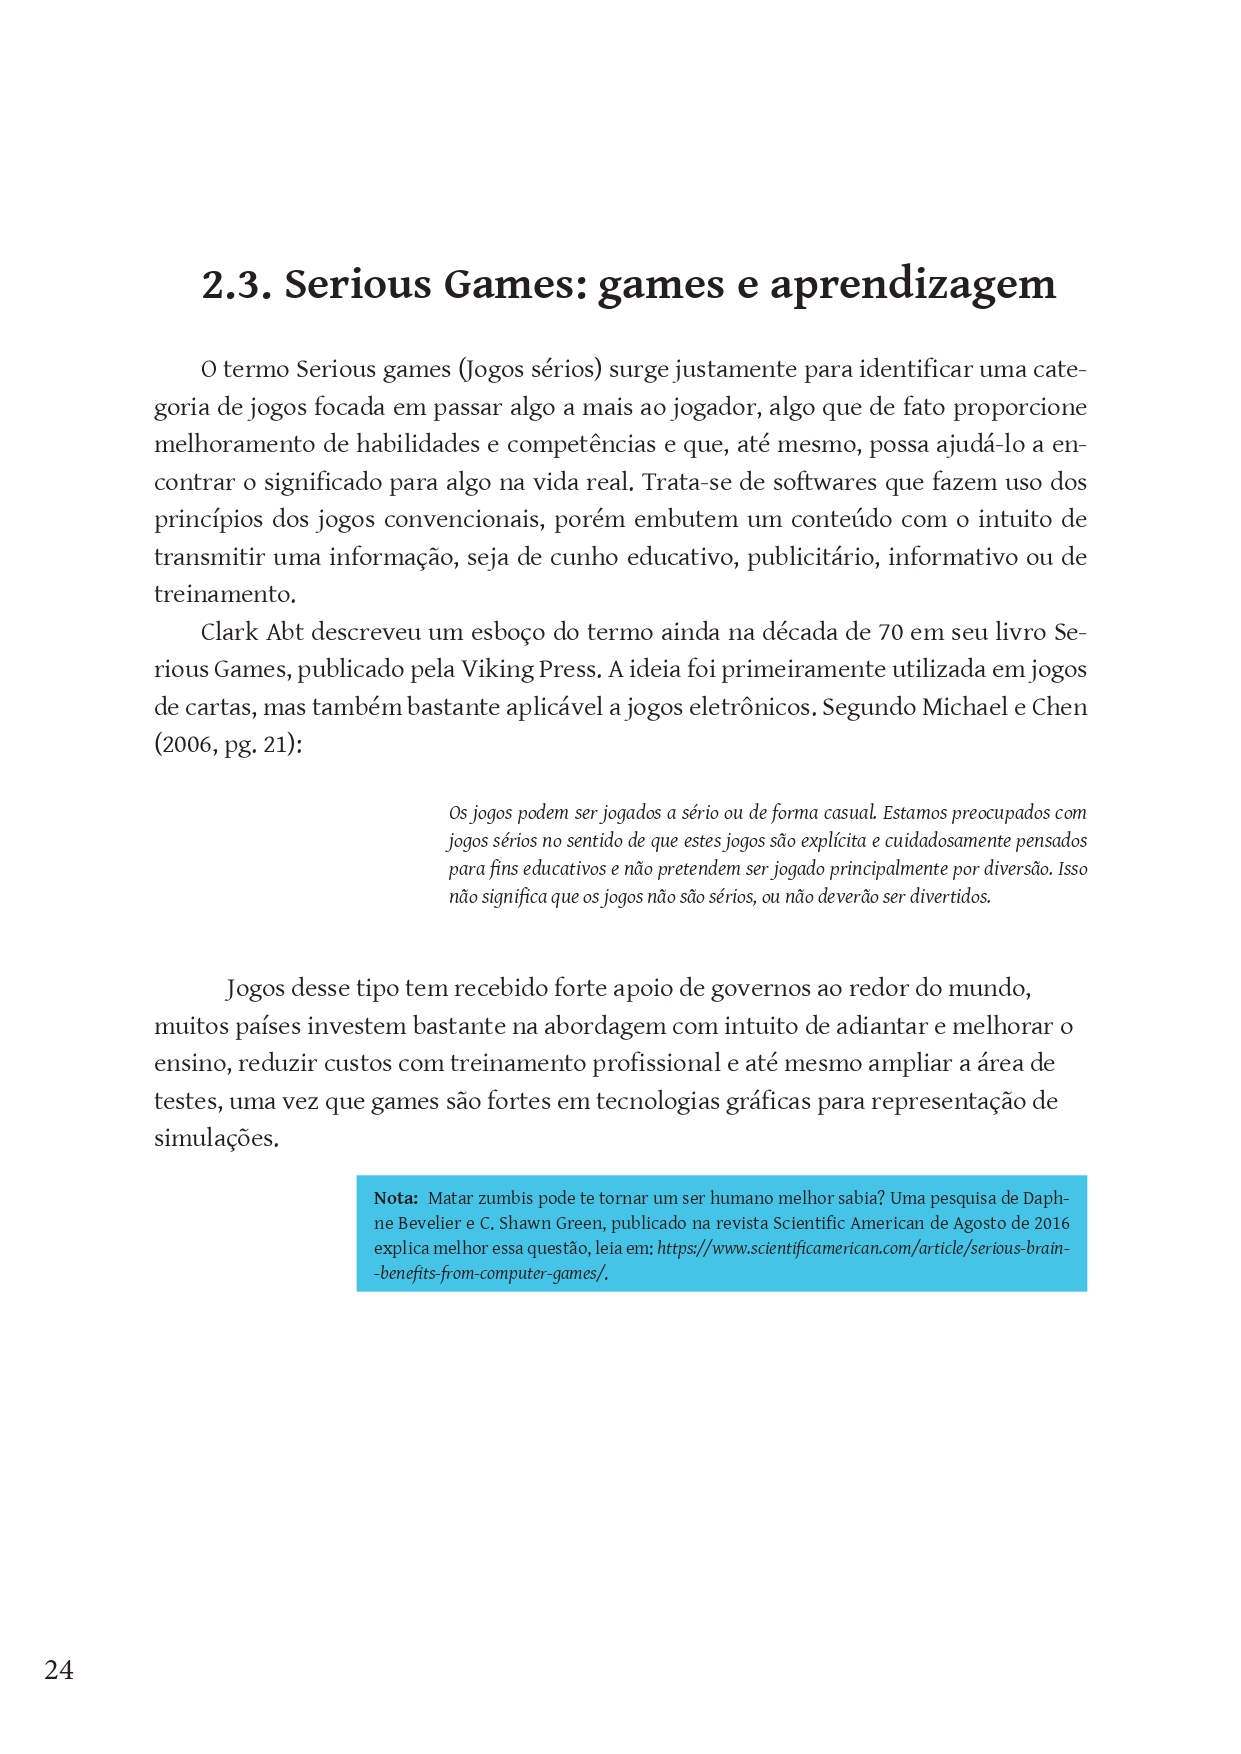 2.3. Serious Games: games e aprendizagem
O termo Serious games (Jogos sérios) surge justamente para identificar uma cate-
goria de jogos focada em passar algo a mais ao jogador, algo que de fato proporcione
melhoramento de habilidades e competências e que, até mesmo, possa ajudá-lo a en-
contrar o significado para algo na vida real. Trata-se de softwares que fazem uso dos
princípios dos jogos convencionais, porém embutem um conteúdo com o intuito de
transmitir uma informação, seja de cunho educativo, publicitário, informativo ou de
treinamento.
Clark Abt descreveu um esboço do termo ainda na década de 70 em seu livro Se-
rious Games, publicado pela Viking Press. A ideia foi primeiramente utilizada em jogos
de cartas, mas também bastante aplicável a jogos eletrônicos. Segundo Michael e Chen
(2006, pg. 21):
Os jogos podem ser jogados a sério ou de forma casual. Estamos preocupados com
jogos sérios no sentido de que estes jogos são explícita e cuidadosamente pensados
para fins educativos e não pretendem ser jogado principalmente por diversão. Isso
não significa que os jogos não são sérios, ou não deverão ser divertidos.
Jogos desse tipo tem recebido forte apoio de governos ao redor do mundo,
muitos países investem bastante na abordagem com intuito de adiantar e melhorar o
ensino, reduzir custos com treinamento profissional e até mesmo ampliar a área de
testes, uma vez que games são fortes em tecnologias gráficas para representação de
simulações.
Nota: Matar zumbis pode te tornar um ser humano melhor sabia? Uma pesquisa de Daph-
ne Bevelier e C. Shawn Green, publicado na revista Scientific American de Agosto de 2016
explica melhor essa questão, leia em: https://www.scientificamerican.com/article/serious-brain-
-benefits-from-computer-games/.
24